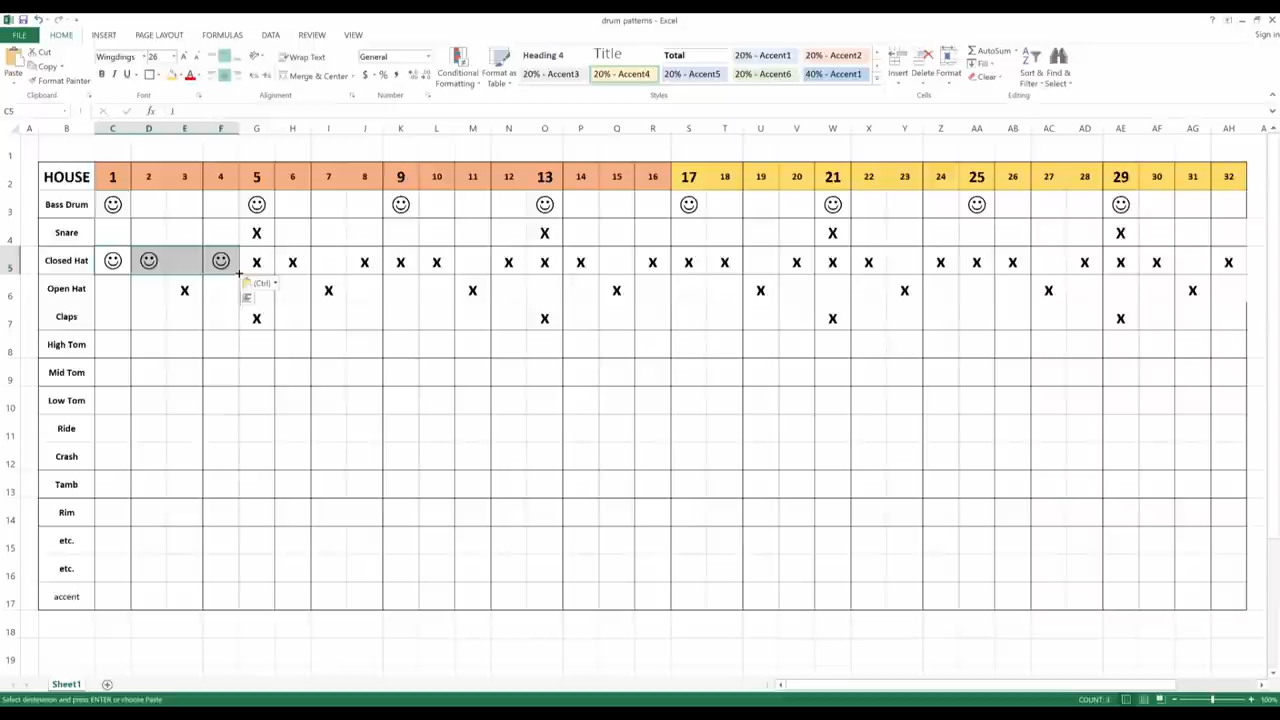 drum patterns - Excel
Sign in
FILE HOME INSERT PAGE LAYOUT FORMULAS DATA REVIEW VIEW
Cut
Copy
Format Painter
Paste
Clipboard
Wingdings 26
B I U
Font
Wrap Text
Merge & Center
Alignment
General
$ % ,
Number
Conditional Formatting
Format as Table
Heading 4 Title Total 20% - Accent1 20% - Accent2
20% - Accent3 20% - Accent4 20% - Accent5 20% - Accent6 40% - Accent1
Styles
Insert Delete Format
Cells
AutoSum
Fill
Clear
Sort & Filter
Find & Select
Editing
C5 fx J
A B C D E F G H I J K L M N O P Q R S T U V W X Y Z AA AB AC AD AE AF AG AH A
1
2 HOUSE 1 2 3 4 5 6 7 8 9 10 11 12 13 14 15 16 17 18 19 20 21 22 23 24 25 26 27 28 29 30 31 32
3 Bass Drum
4 Snare X X X X
5 Closed Hat X X X X X X X X X X X X X X X X X X X X X
6 Open Hat X X X X X X X X
7 Claps X X X X
8 High Tom
9 Mid Tom
10 Low Tom
11 Ride
12 Crash
13 Tamb
14 Rim
15 etc.
16 etc.
17 accent
18
19
(Ctrl)
Sheet1
Select destination and press ENTER or choose Paste
COUNT: 3
100%